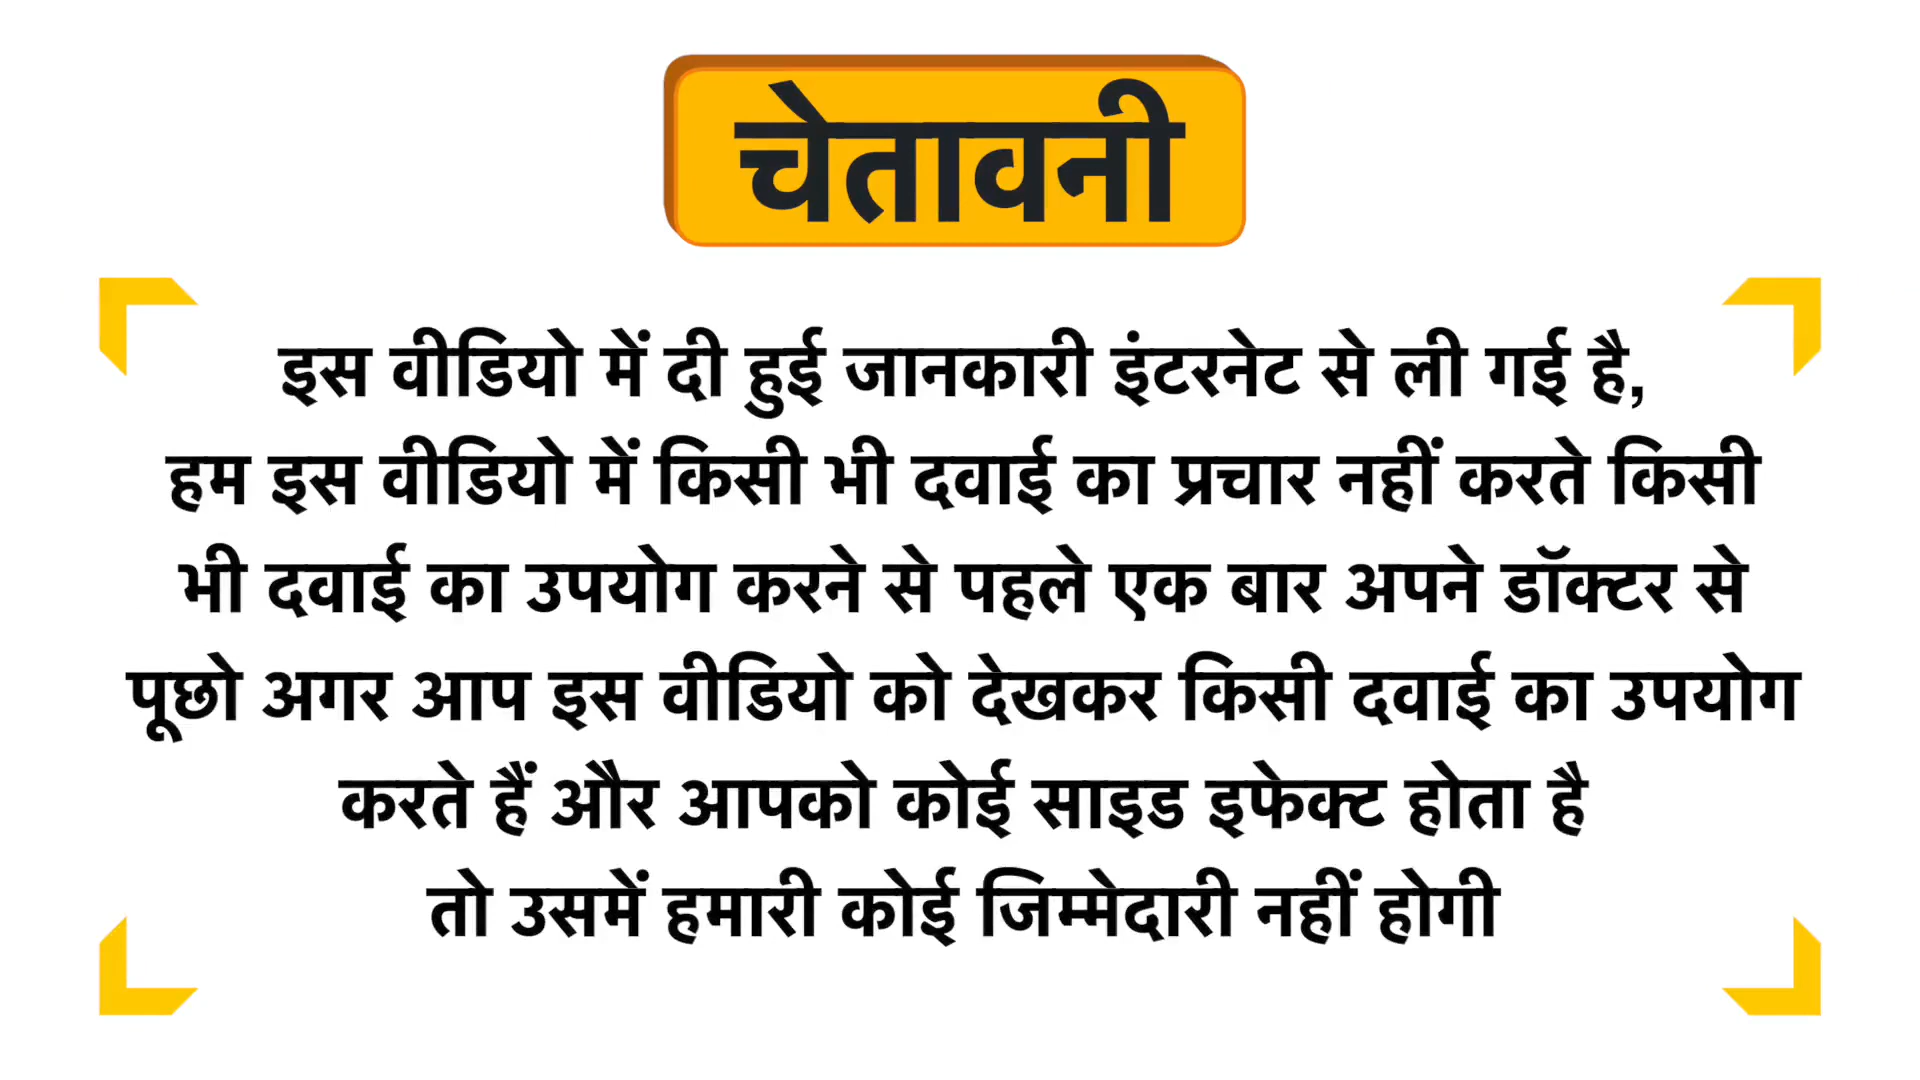 चेतावनी
इस वीडियो में दी हुई जानकारी इंटरनेट से ली गई है,
हम इस वीडियो में किसी भी दवाई का प्रचार नहीं करते किसी
भी दवाई का उपयोग करने से पहले एक बार अपने डॉक्टर से
पूछो अगर आप इस वीडियो को देखकर किसी दवाई का उपयोग
करते हैं और आपको कोई साइड इफेक्ट होता है
तो उसमें हमारी कोई जिम्मेदारी नहीं होगी